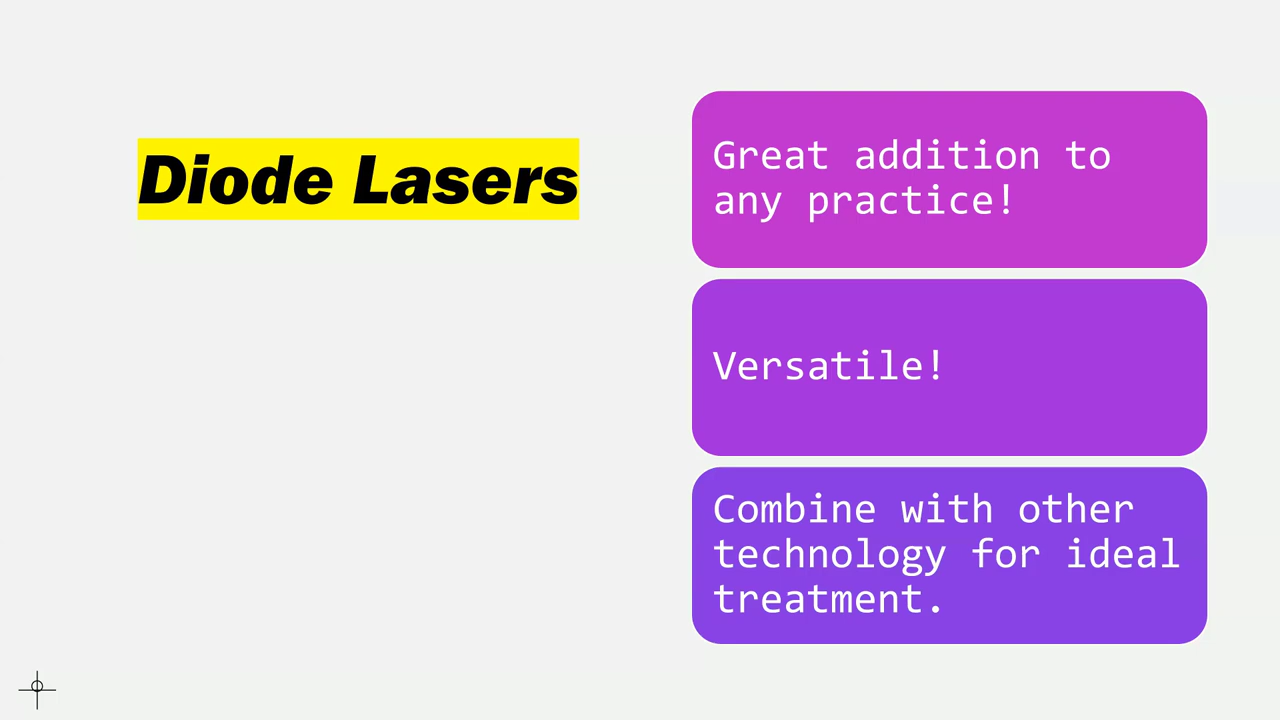 Diode Lasers
Great addition to
any practice!
Versatile!
Combine with other
technology for ideal
treatment.